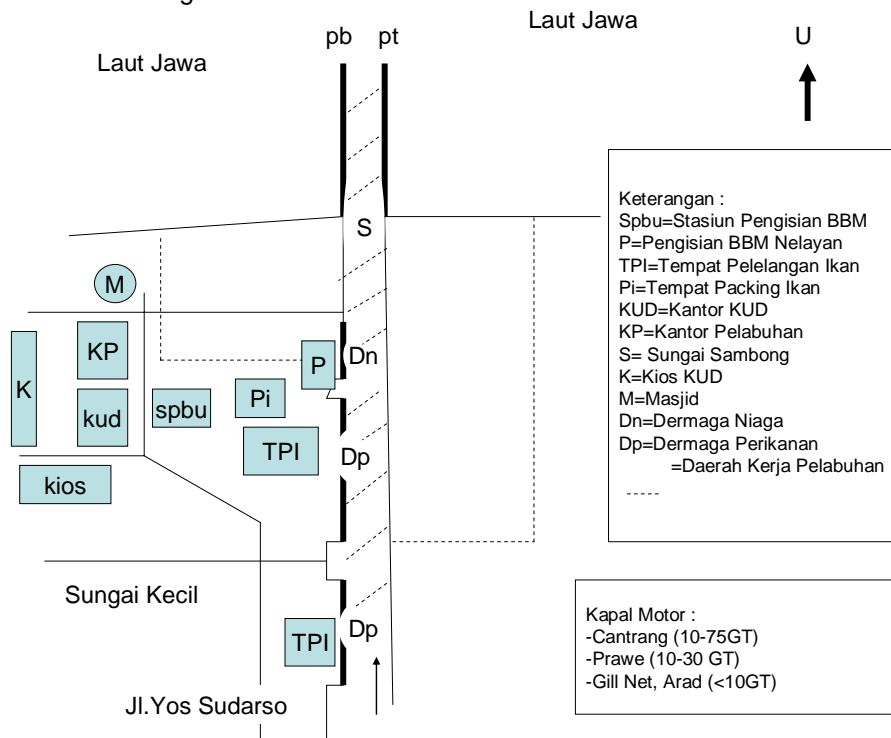 Laut Jawa
pb
pt
Laut Jawa
U
Keterangan :
Spbu=Stasiun Pengisian BBM
P=Pengisian BBM Nelayan
TPI=Tempat Pelelangan Ikan
Pi=Tempat Packing Ikan
KUD=Kantor KUD
KP=Kantor Pelabuhan
S= Sungai Sambong
K=Kios KUD
M=Masjid
Dn=Dermaga Niaga
Dp=Dermaga Perikanan
=Daerah Kerja Pelabuhan
S
M
K
KP
kud
spbu
Pi
P
Dn
TPI
Dp
kios
Sungai Kecil
TPI
Dp
Jl.Yos Sudarso
Kapal Motor :
-Cantrang (10-75GT)
-Prawe (10-30 GT)
-Gill Net, Arad (<10GT)